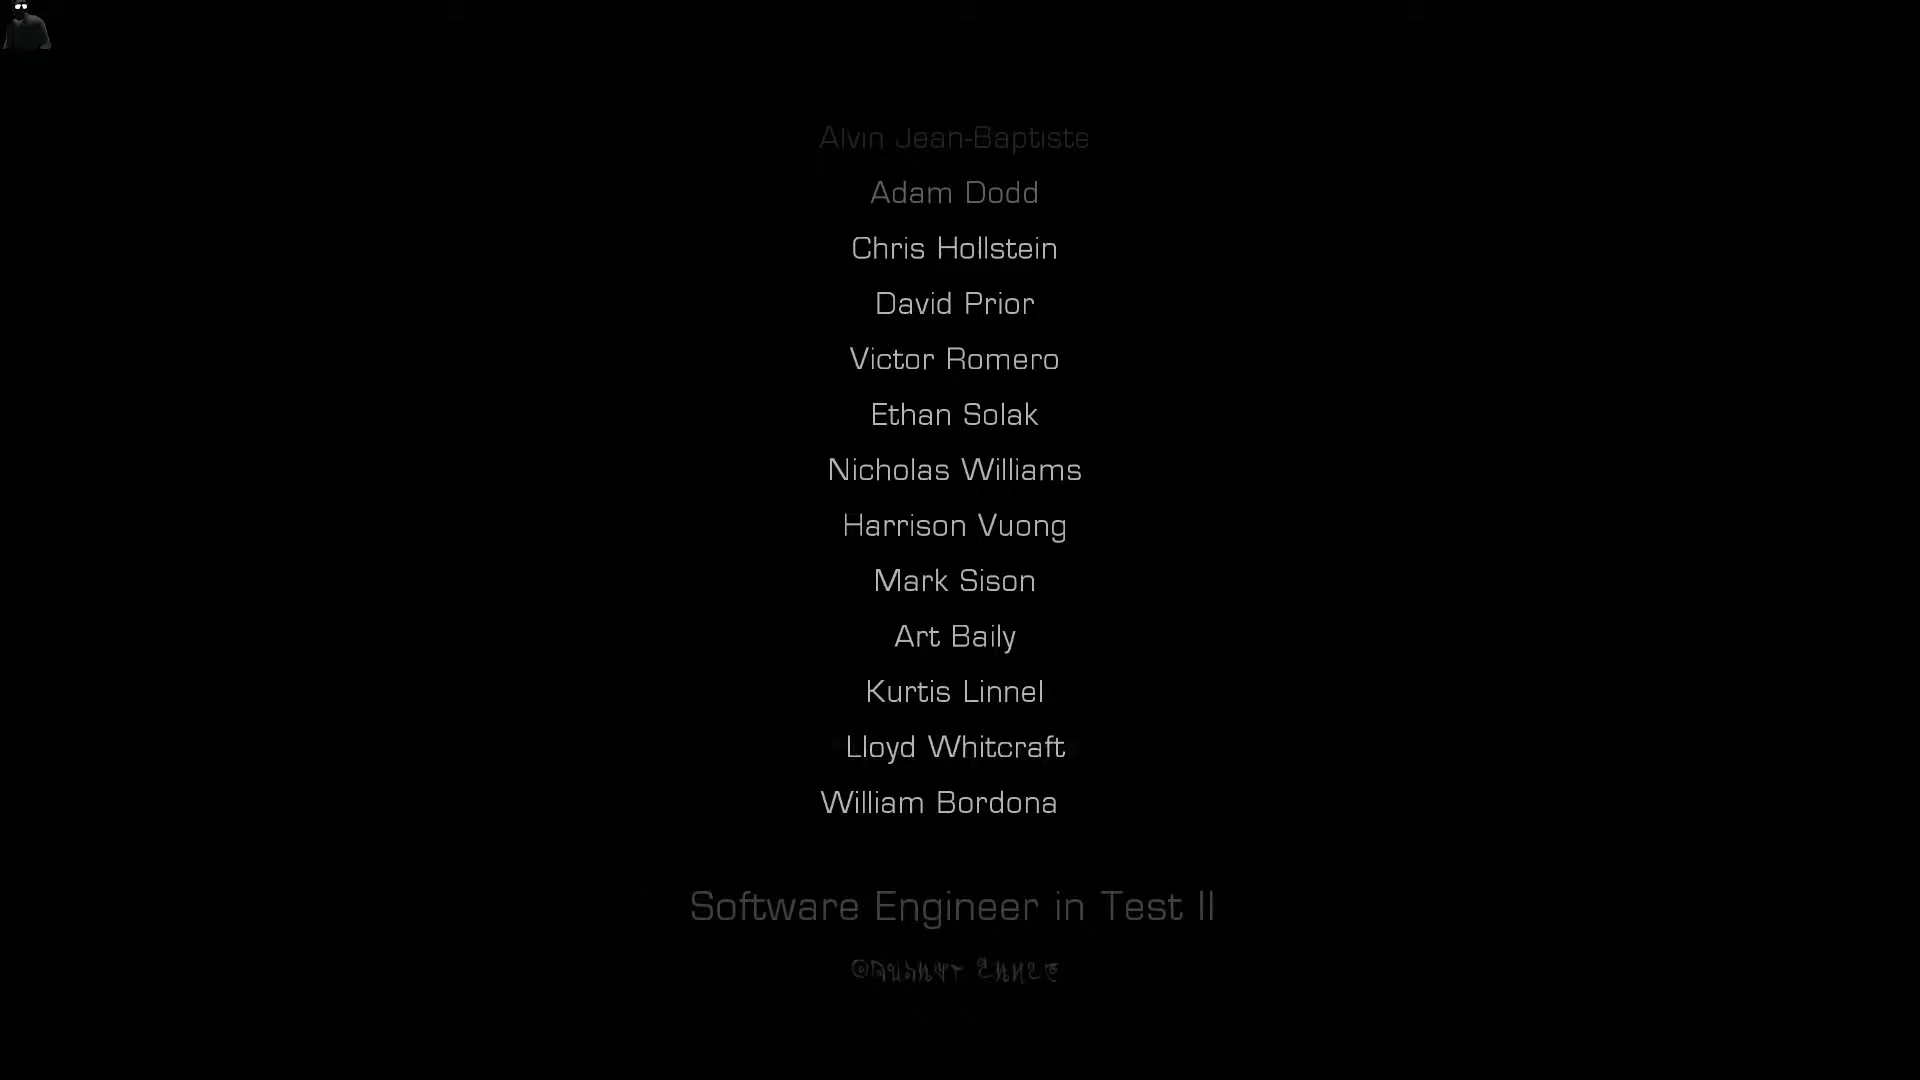 Alvin Jean-Baptiste
Adam Dodd
Chris Hollstein
David Prior
Victor Romero
Ethan Solak
Nicholas Williams
Harrison Vuong
Mark Sison
Art Baily
Kurtis Linnel
Lloyd Whitcraft
William Bordona
Software Engineer in Test II